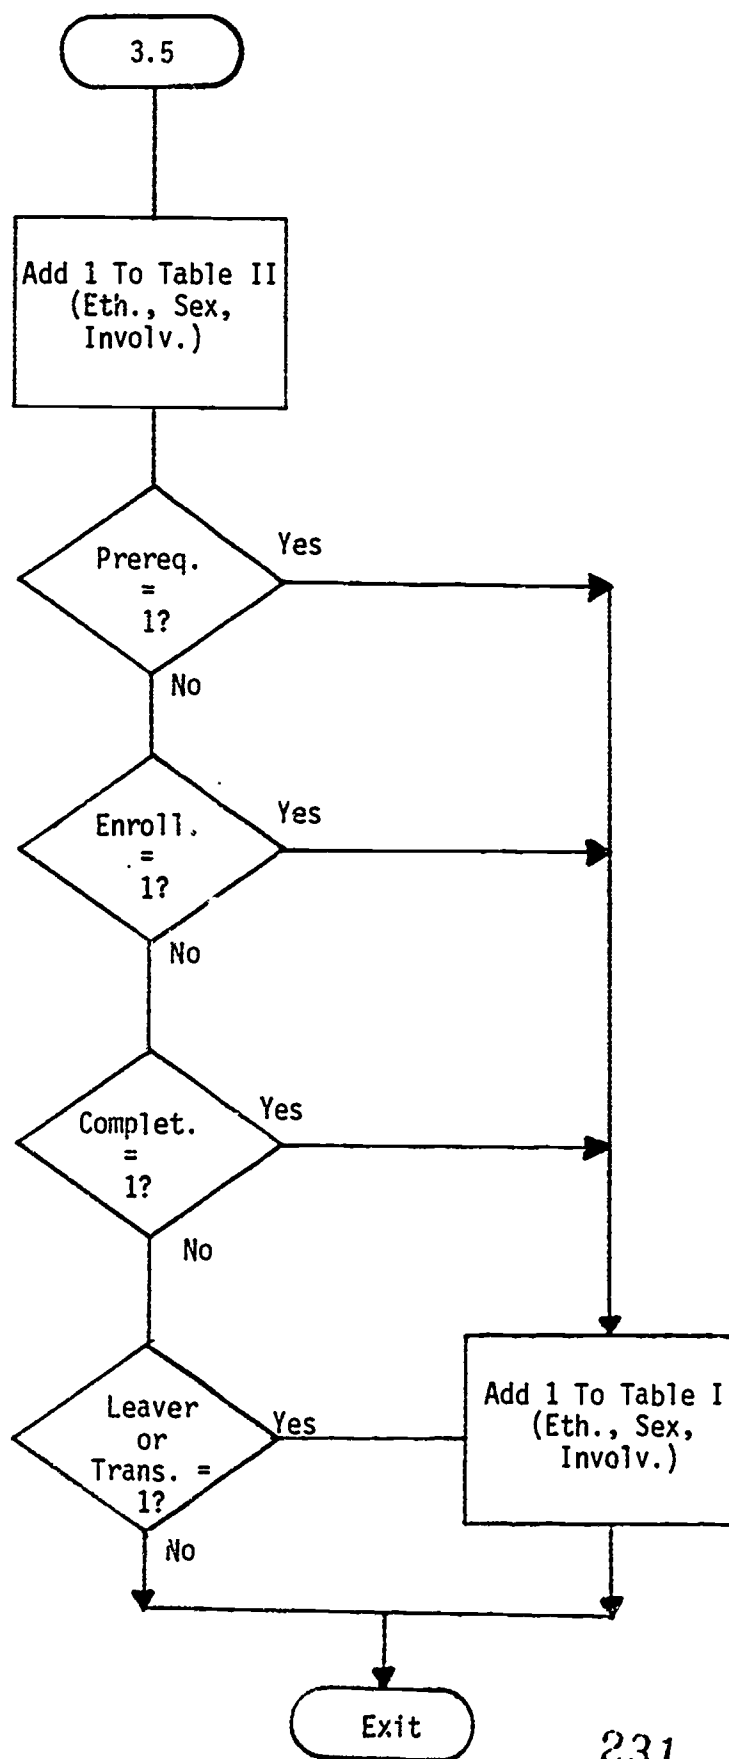 3.5
Add 1 To Table II
(Eth., Sex,
Involv.)
Prereq.
=
1?
Yes
No
Enroll.
=
1?
Yes
No
Complet.
=
1?
Yes
No
Leaver
or
Trans. =
1?
Yes
No
Add 1 To Table I
(Eth., Sex,
Involv.)
Exit
231